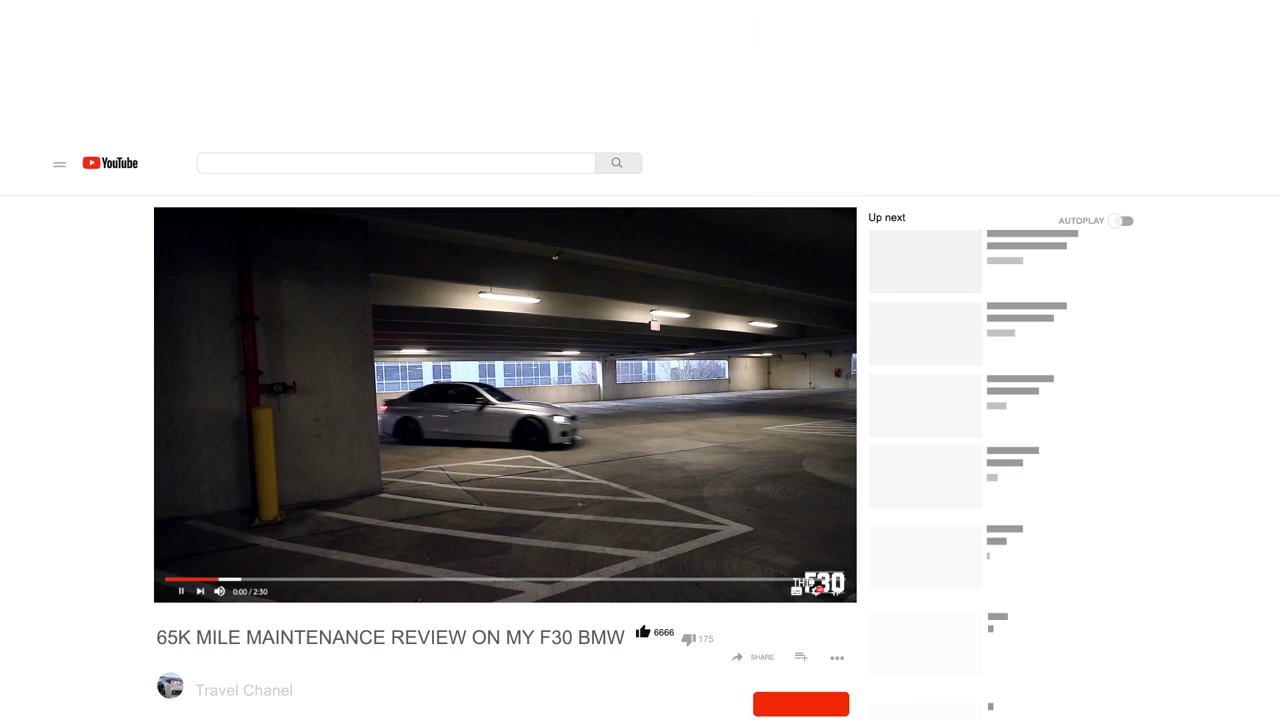 YouTube
Up next
AUTOPLAY
THE F30
0:00 / 2:30
65K MILE MAINTENANCE REVIEW ON MY F30 BMW
6666
175
SHARE
Travel Chanel